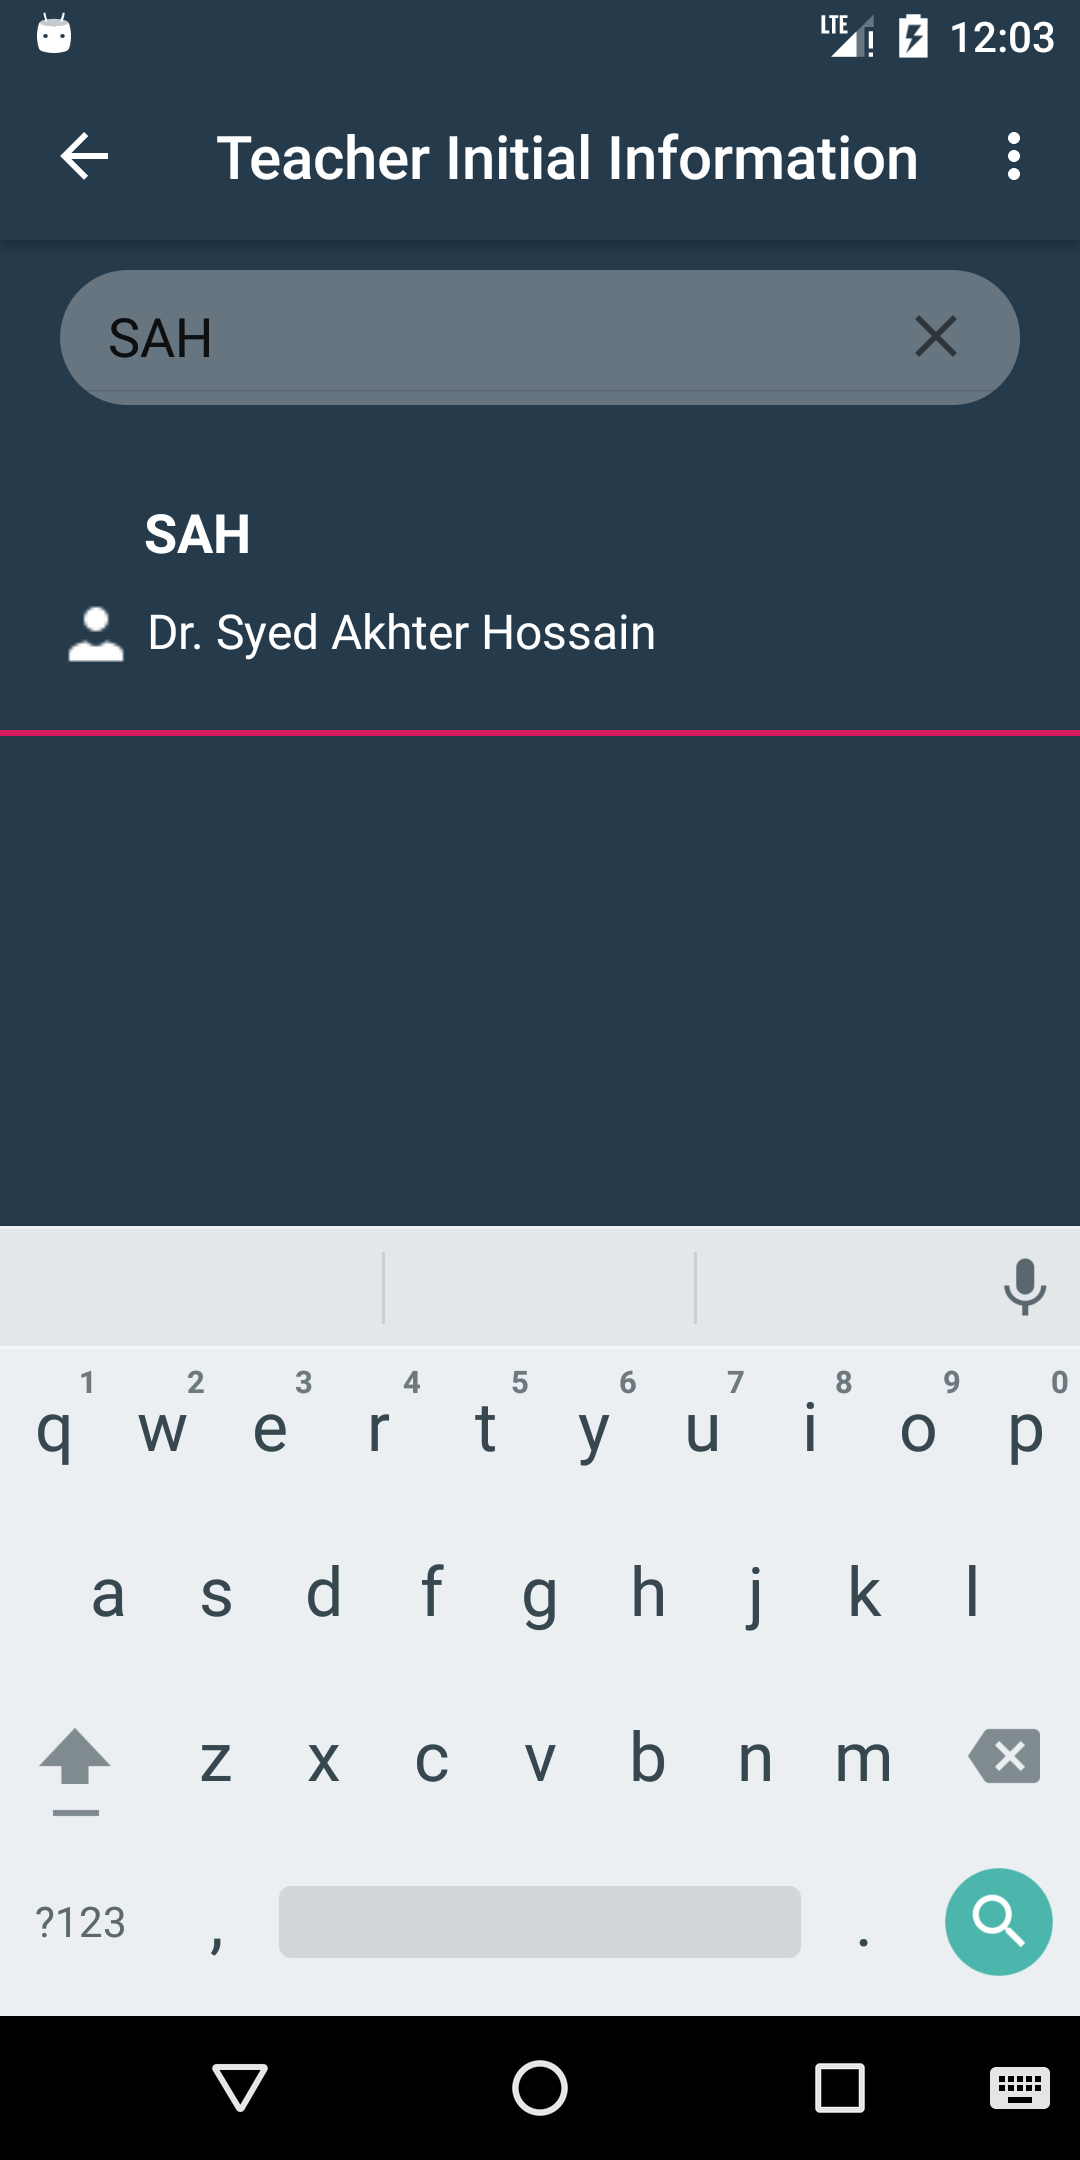 LTE ! 12:03
Teacher Initial Information
SAH
SAH
Dr. Syed Akhter Hossain
1 2 3 4 5 6 7 8 9 0
q w e r t y u i o p
a s d f g h j k l
z x c v b n m
?123 , .